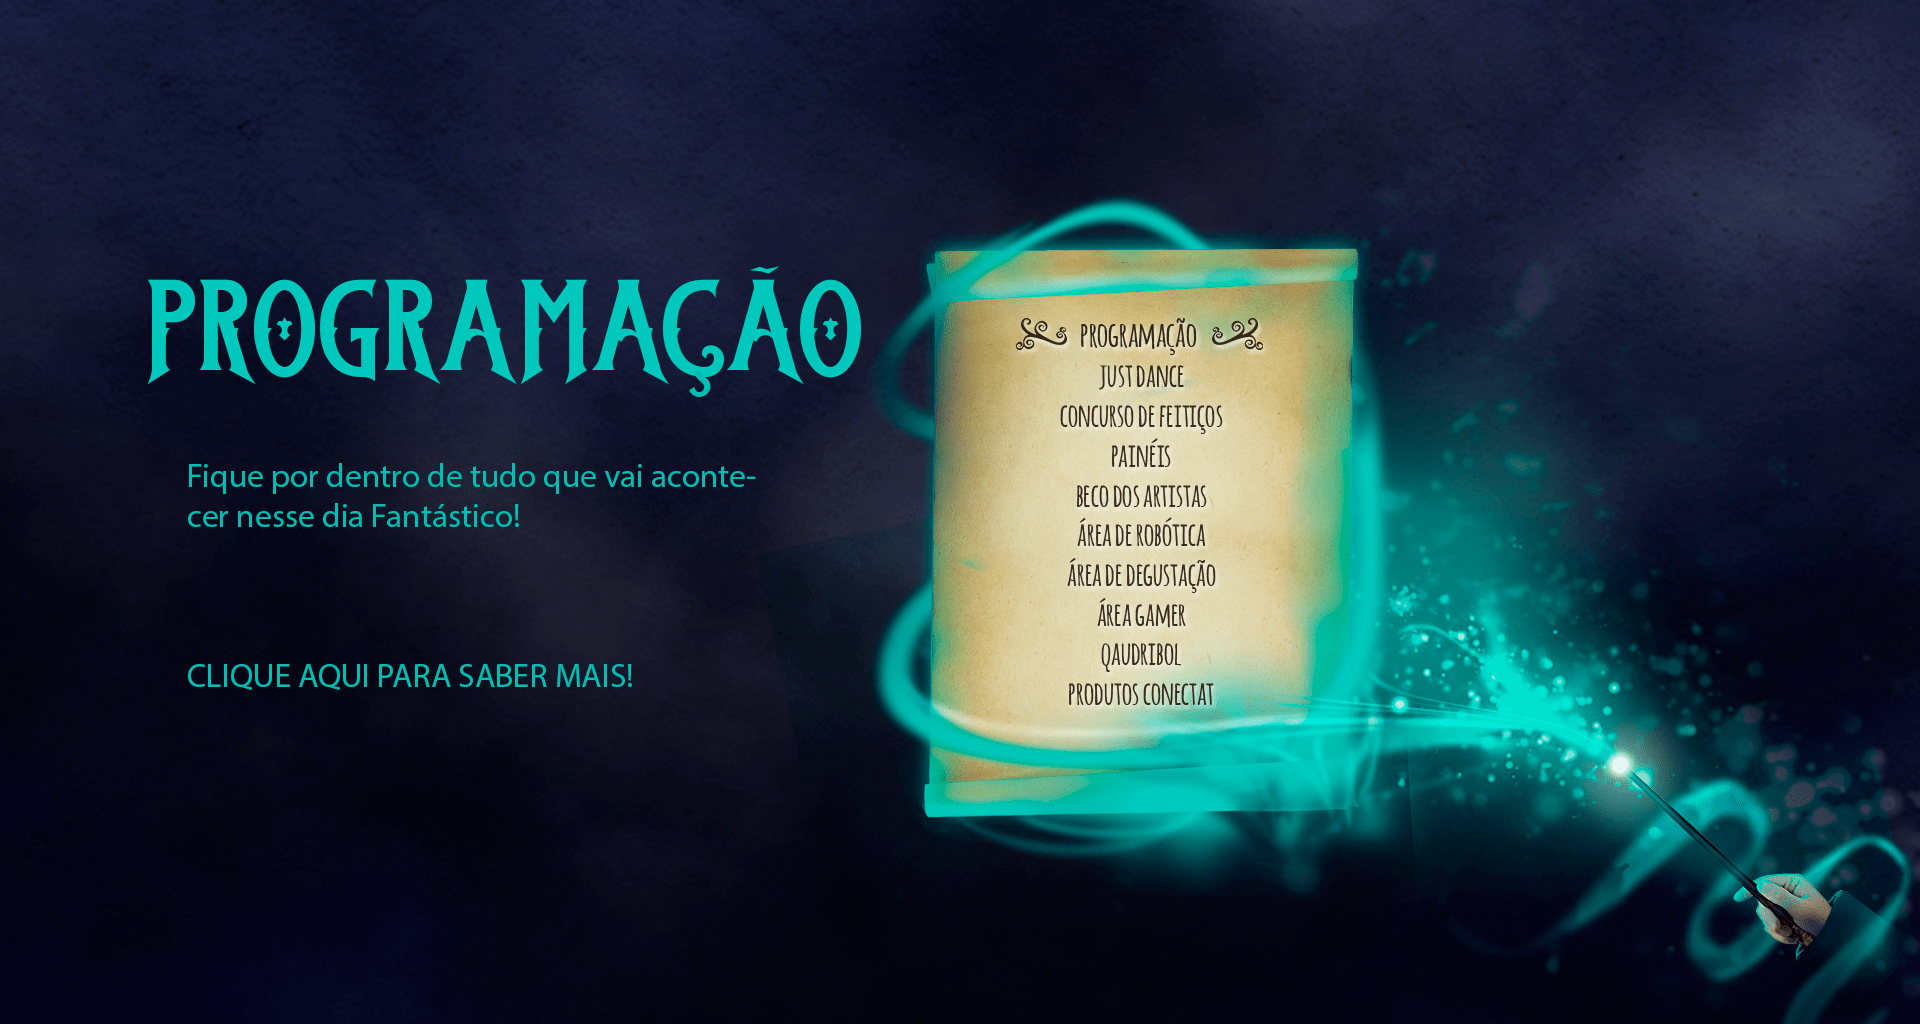 PROGRAMAÇÃO
Fique por dentro de tudo que vai aconte-
cer nesse dia Fantástico!
CLIQUE AQUI PARA SABER MAIS!
PROGRAMAÇÃO
JUST DANCE
CONCURSO DE FEITIÇOS
PAINÉIS
BECO DOS ARTISTAS
ÁREA DE ROBÓTICA
ÁREA DE DEGUSTAÇÃO
ÁREA GAMER
QAUDRIBOL
PRODUTOS CONECTAT